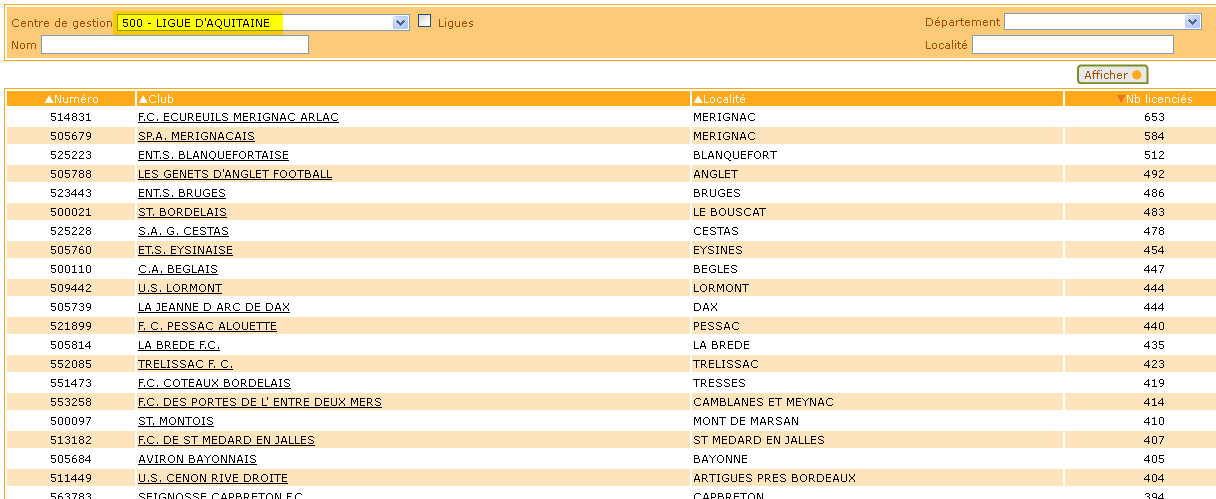 Centre de gestion 500 - LIGUE D'AQUITAINE Ligues Département
Nom Localité
Afficher
Numéro Club Localité Nb licenciés
514831 F.C. ECUREUILS MERIGNAC ARLAC MERIGNAC 653
505679 SP.A. MERIGNACAIS MERIGNAC 584
525223 ENT.S. BLANQUEFORTAISE BLANQUEFORT 512
505788 LES GENETS D'ANGLET FOOTBALL ANGLET 492
523443 ENT.S. BRUGES BRUGES 486
500021 ST. BORDELAIS LE BOUSCAT 483
525228 S.A. G. CESTAS CESTAS 478
505760 ET.S. EYSINAISE EYSINES 454
500110 C.A. BEGLAIS BEGLES 447
509442 U.S. LORMONT LORMONT 444
505739 LA JEANNE D ARC DE DAX DAX 444
521899 F. C. PESSAC ALOUETTE PESSAC 440
505814 LA BREDE F.C. LA BREDE 435
552085 TRELISSAC F. C. TRELISSAC 423
551473 F.C. COTEAUX BORDELAIS TRESSES 419
553258 F.C. DES PORTES DE L' ENTRE DEUX MERS CAMBLANES ET MEYNAC 414
500097 ST. MONTOIS MONT DE MARSAN 410
513182 F.C. DE ST MEDARD EN JALLES ST MEDARD EN JALLES 407
505684 AVIRON BAYONNAIS BAYONNE 405
511449 U.S. CENON RIVE DROITE ARTIGUES PRES BORDEAUX 404
563783 SEIGNOSSE CAPBRETON F.C. CAPBRETON 394